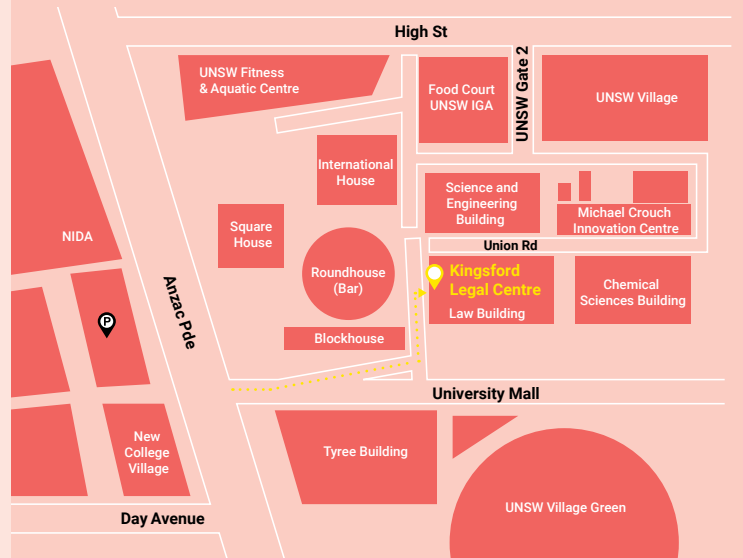 High St
UNSW Gate 2
UNSW Fitness
& Aquatic Centre
Food Court
UNSW IGA
UNSW Village
International
House
Science and
Engineering
Building
Michael Crouch
Innovation Centre
NIDA
Square
House
Union Rd
Roundhouse
(Bar)
Kingsford
Legal Centre
Law Building
Chemical
Sciences Building
Anzac Pde
P
Blockhouse
University Mall
New
College
Village
Tyree Building
UNSW Village Green
Day Avenue